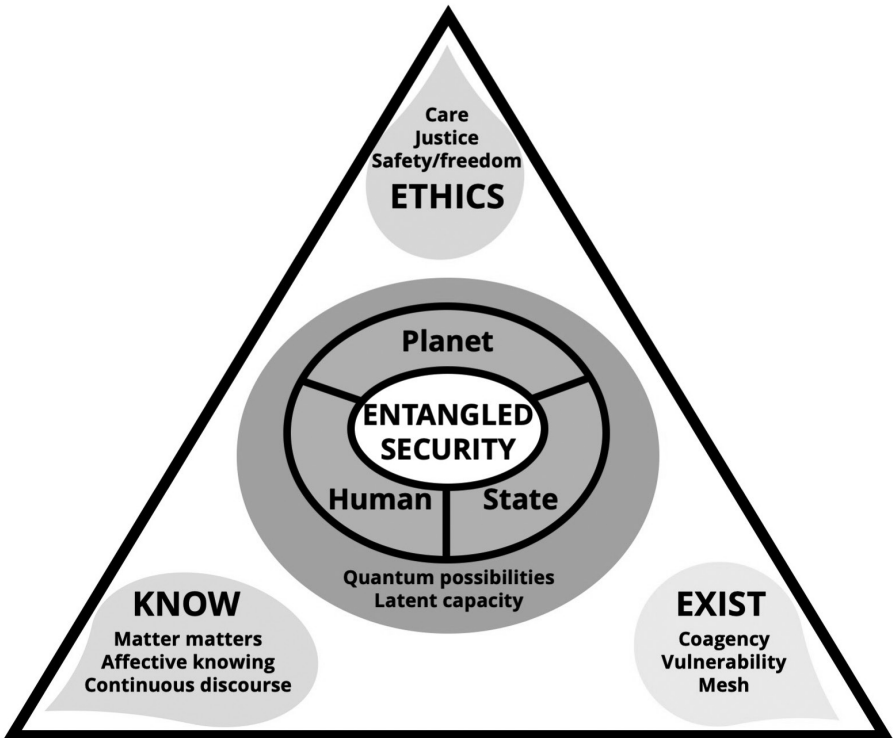 Care
Justice
Safety/freedom
ETHICS
Planet
ENTANGLED
SECURITY
Human
State
Quantum possibilities
Latent capacity
KNOW
Matter matters
Affective knowing
Continuous discourse
EXIST
Coagency
Vulnerability
Mesh